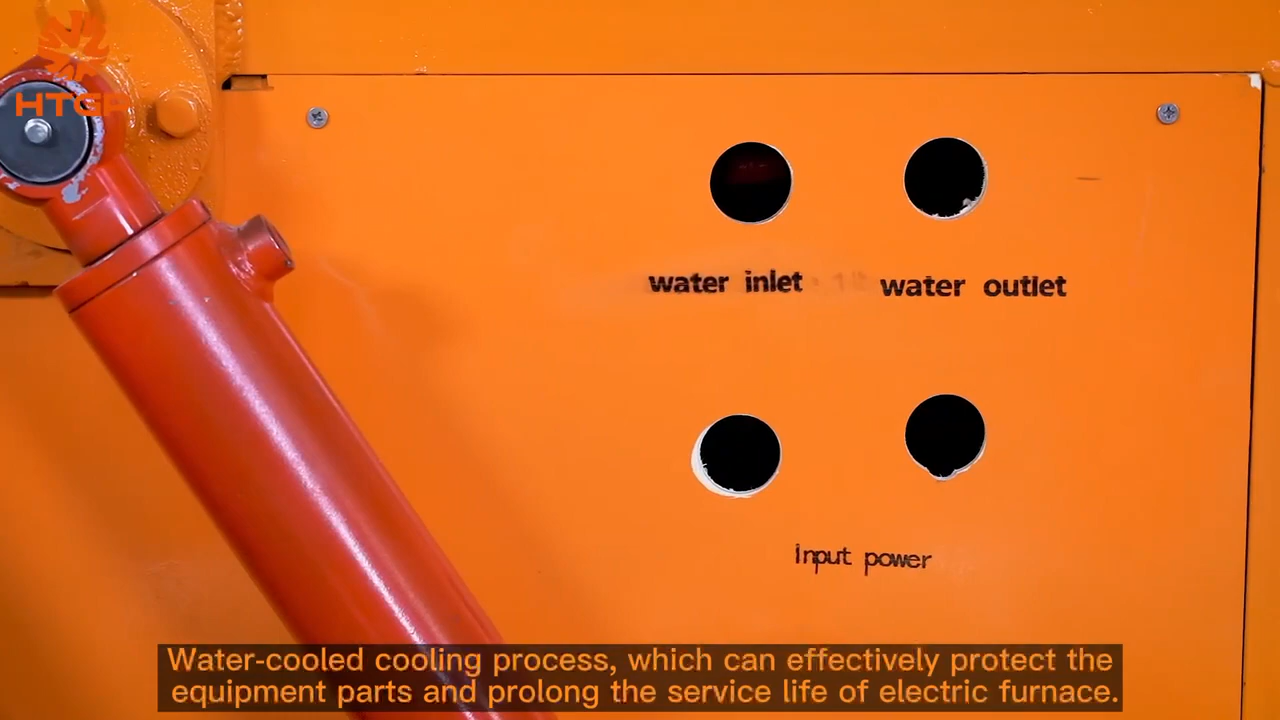 HTGP
water inlet
water outlet
Input power
Water-cooled cooling process, which can effectively protect the
equipment parts and prolong the service life of electric furnace.